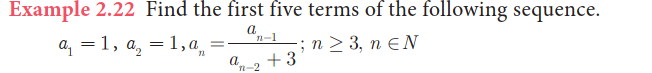 Example 2.22 Find the first five terms of the following sequence.
a₁ = 1, a₂ = 1, aₙ = aₙ₋₁ / (aₙ₋₂ + 3); n ≥ 3, n ∈ N